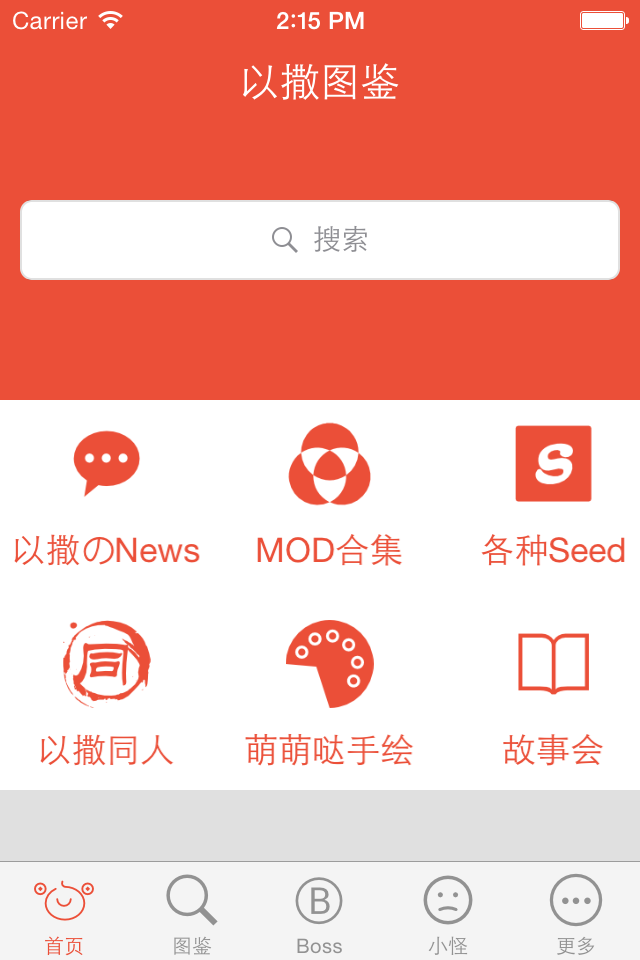 Carrier 2:15 PM
以撒图鉴
搜索
S
以撒のNews MOD合集 各种Seed
同
以撒同人 萌萌哒手绘 故事会
B
首页 图鉴 Boss 小怪 更多